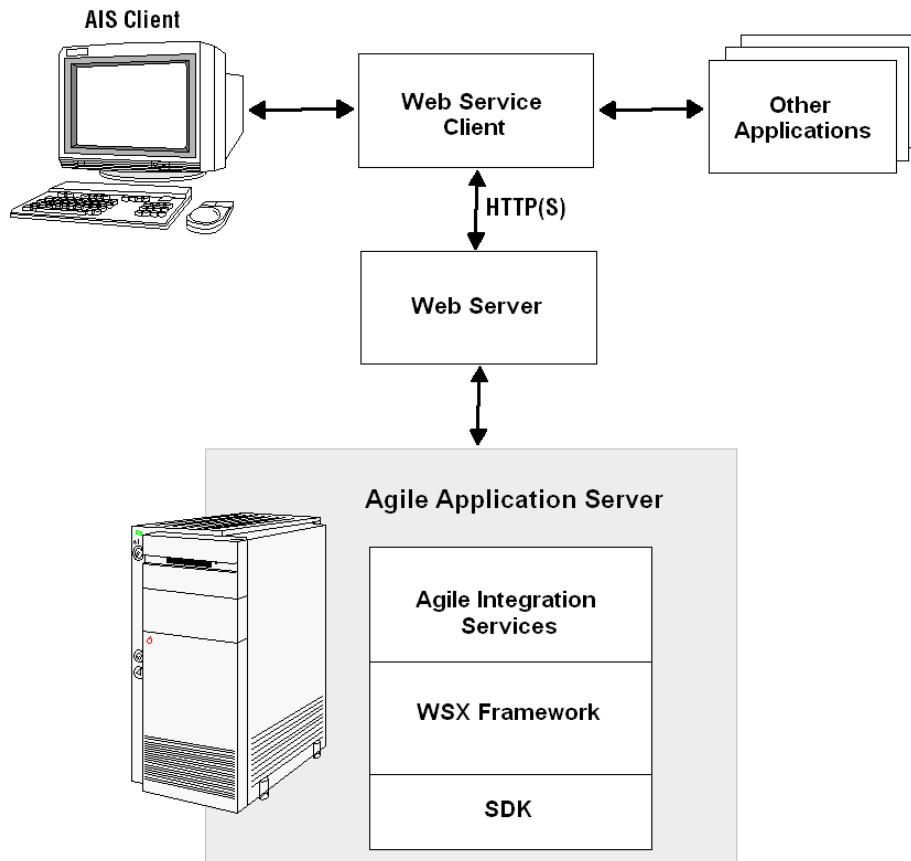 AIS Client
Web Service
Client
Other
Applications
HTTP(S)
Web Server
Agile Application Server
Agile Integration
Services
WSX Framework
SDK